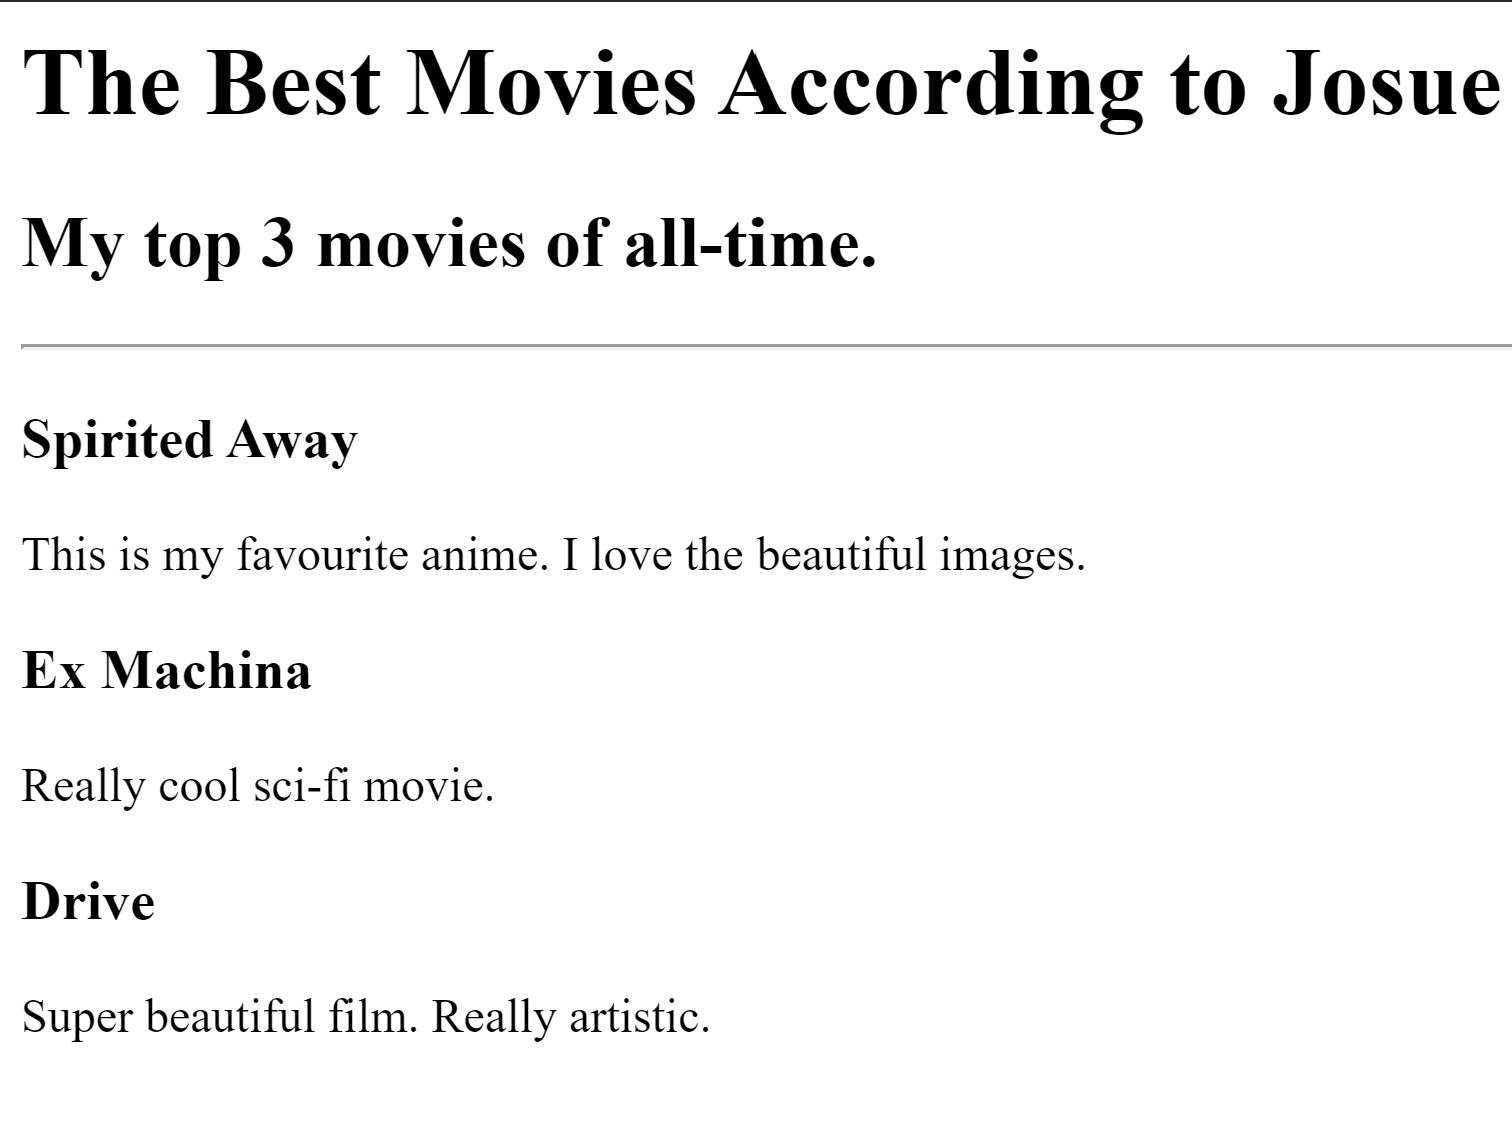 The Best Movies According to Josue
My top 3 movies of all-time.
Spirited Away
This is my favourite anime. I love the beautiful images.
Ex Machina
Really cool sci-fi movie.
Drive
Super beautiful film. Really artistic.